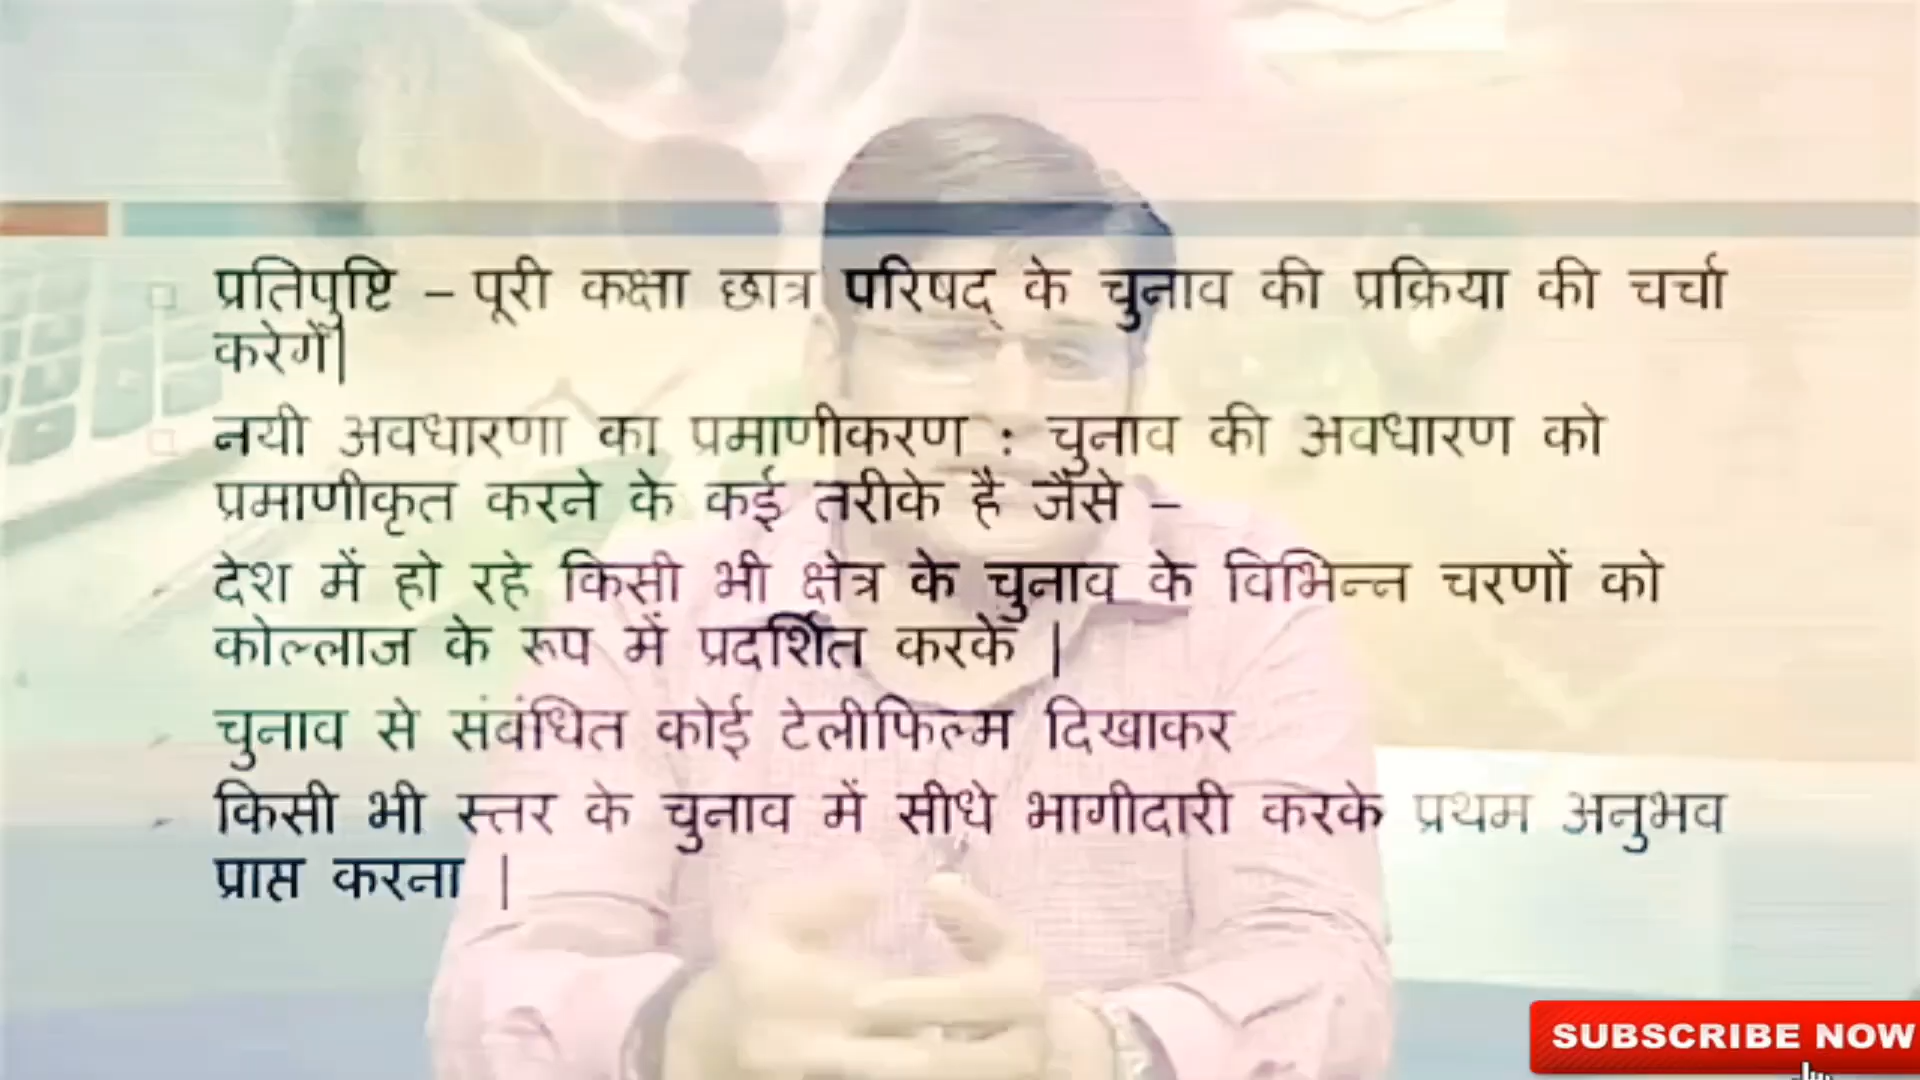 प्रतिपुष्टि – पूरी कक्षा छात्र परिषद् के चुनाव की प्रक्रिया की चर्चा
करेगें|
नयी अवधारणा का प्रमाणीकरण : चुनाव की अवधारण को
प्रमाणीकृत करने के कई तरीके है जैसे –
देश में हो रहे किसी भी क्षेत्र के चुनाव के विभिन्न चरणों को
कोल्लाज के रूप में प्रदर्शित करके |
चुनाव से संबंधित कोई टेलीफिल्म दिखाकर
किसी भी स्तर के चुनाव में सीधे भागीदारी करके प्रथम अनुभव
प्राप्त करना |
SUBSCRIBE NOW